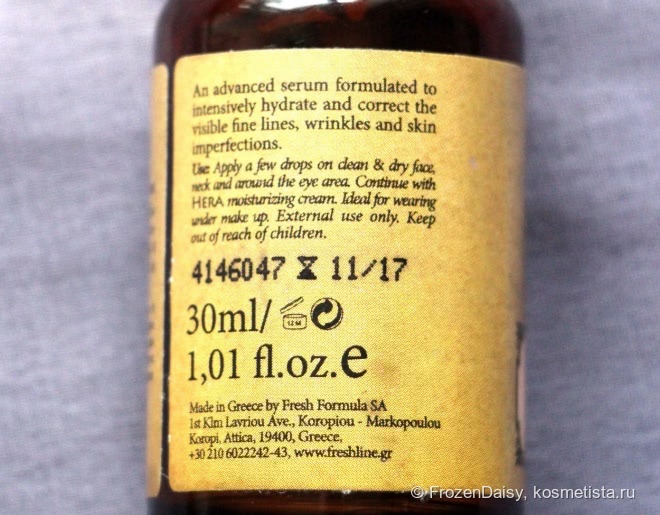 An advanced serum formulated to
intensively hydrate and correct the
visible fine lines, wrinkles and skin
imperfections.
Use: Apply a few drops on clean & dry face,
neck and around the eye area. Continue with
HERA moisturizing cream. Ideal for wearing
under make up. External use only. Keep
out of reach of children.
4146047 11/17
30ml/ 12M
1,01 fl.oz.e
Made in Greece by Fresh Formula SA
1st Klm Lavriou Ave., Koropiou - Markopoulou
Koropi, Attica, 19400, Greece,
+30 210 6022242-43, www.freshline.gr
© FrozenDaisy, kosmetista.ru